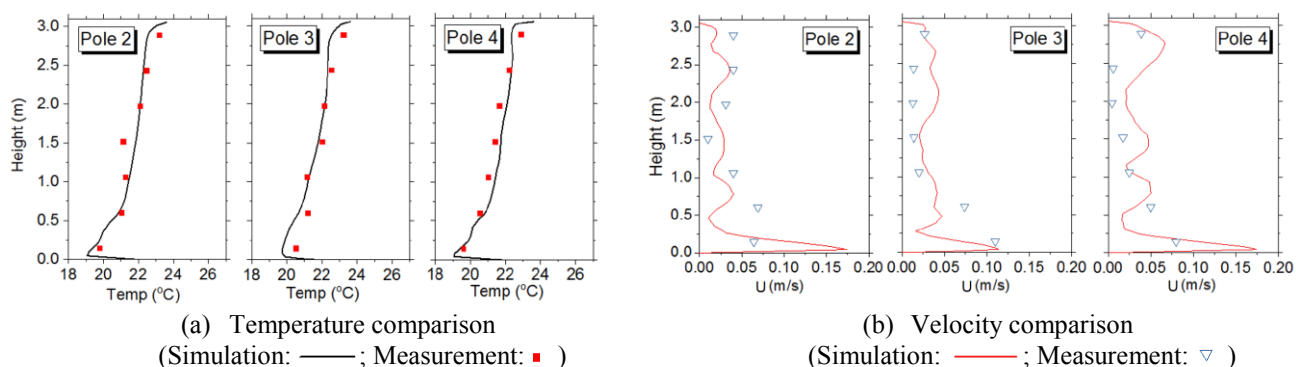 Pole 2
Pole 3
Pole 4
Height (m)
3.0
2.5
2.0
1.5
1.0
0.5
0.0
18 20 22 24 26
18 20 22 24 26
18 20 22 24 26
Temp (°C)
Temp (°C)
Temp (°C)
(a) Temperature comparison
(Simulation: ; Measurement: )
Pole 2
Pole 3
Pole 4
Height (m)
3.0
2.5
2.0
1.5
1.0
0.5
0.0
0.00 0.05 0.10 0.15 0.20
0.00 0.05 0.10 0.15 0.20
0.00 0.05 0.10 0.15 0.20
U (m/s)
U (m/s)
U (m/s)
(b) Velocity comparison
(Simulation: ; Measurement: )